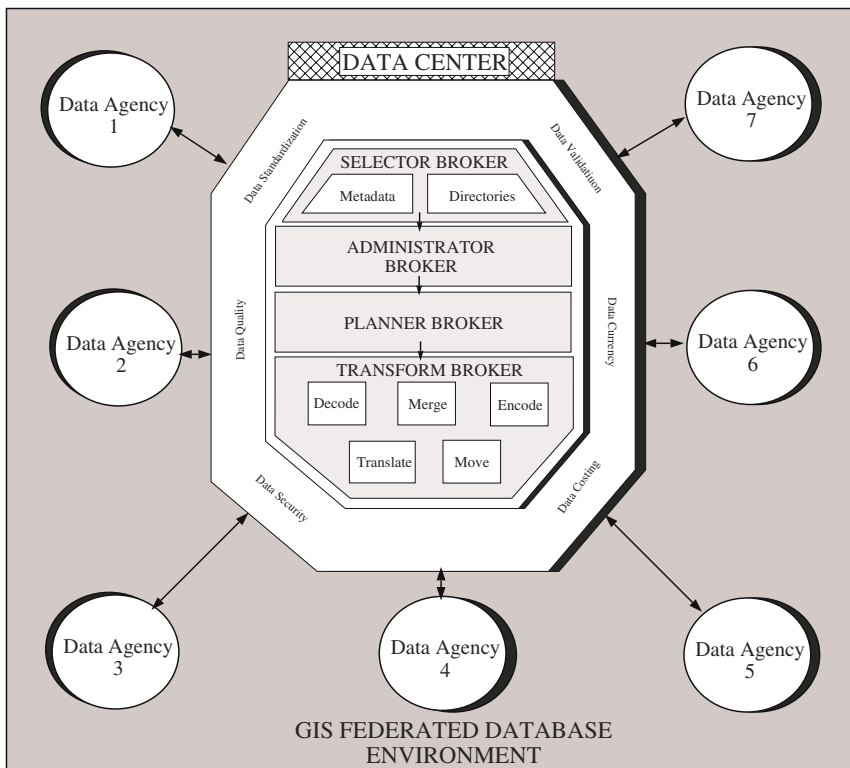 DATA CENTER
Data Agency
1
Data Agency
7
Data Standardization
Data Validatiuon
SELECTOR BROKER
Metadata
Directories
ADMINISTRATOR
BROKER
Data Agency
2
Data Quality
PLANNER BROKER
Data Currency
Data Agency
6
TRANSFORM BROKER
Decode
Merge
Encode
Translate
Move
Data Security
Data Costing
Data Agency
3
Data Agency
4
Data Agency
5
GIS FEDERATED DATABASE
ENVIRONMENT